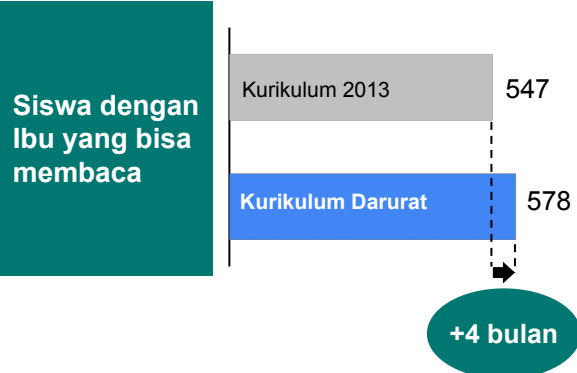 Siswa dengan
Ibu yang bisa
membaca
Kurikulum 2013
547
Kurikulum Darurat
578
+4 bulan